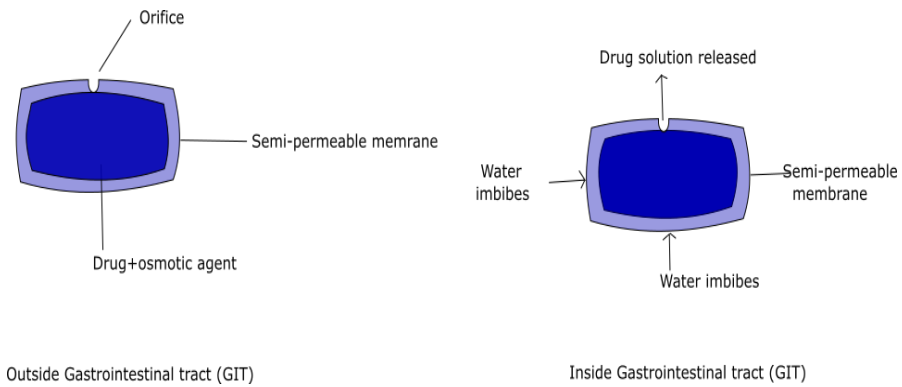 Orifice
Semi-permeable memrane
Drug+osmotic agent
Outside Gastrointestinal tract (GIT)
Drug solution released
Water
imbibes
Semi-permeable
membrane
Water imbibes
Inside Gastrointestinal tract (GIT)